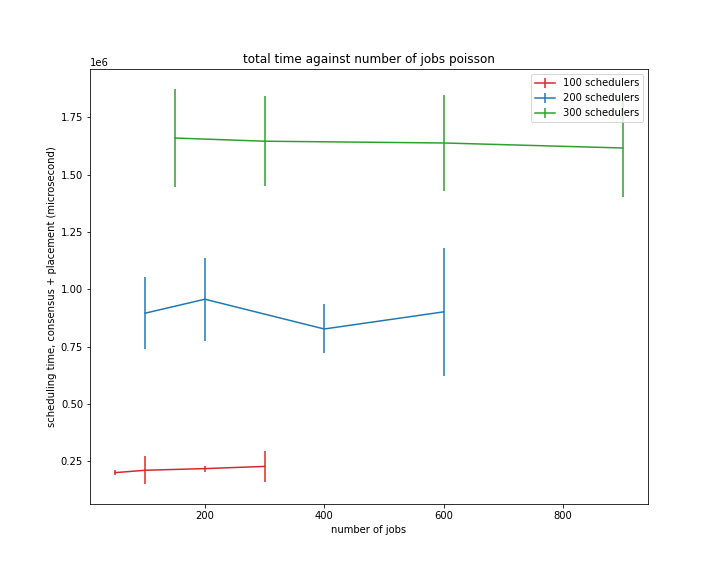 total time against number of jobs poisson
1e6
100 schedulers
200 schedulers
300 schedulers
scheduling time, consensus + placement (microsecond)
1.75
1.50
1.25
1.00
0.75
0.50
0.25
200 400 600 800
number of jobs